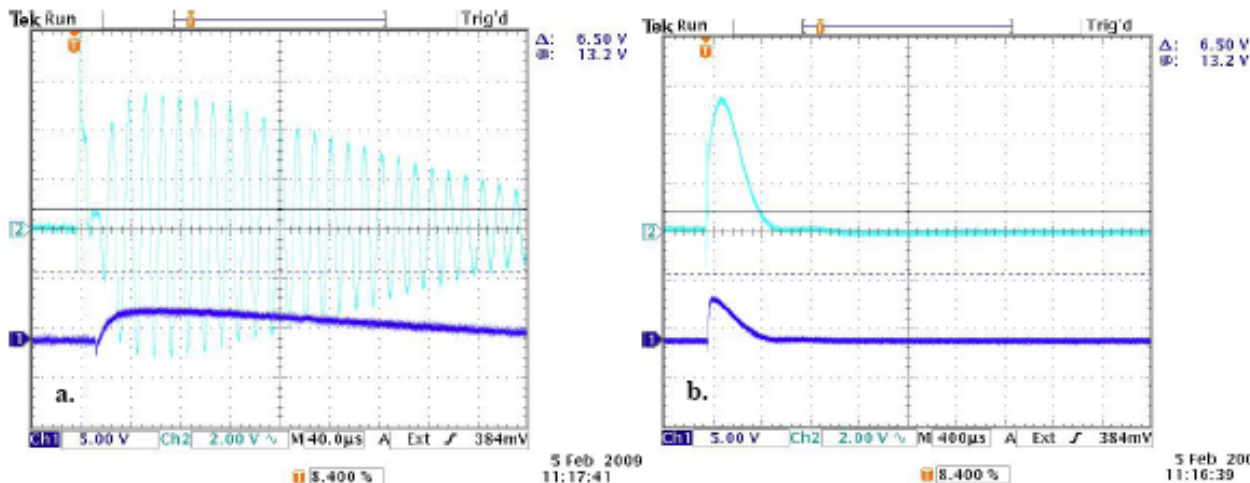 Tek Run Trig'd
Δ: 6.50 V
@: 13.2 V
T
2
1
a.
Ch1 5.00 V Ch2 2.00 V ∿ M 40.0µs A Ext ƒ 384mV
T 8.400 %
5 Feb 2009
11:17:41
Tek Run Trig'd
Δ: 6.50 V
@: 13.2 V
T
2
1
b.
Ch1 5.00 V Ch2 2.00 V ∿ M 400µs A Ext ƒ 384mV
T 8.400 %
5 Feb 200
11:16:39